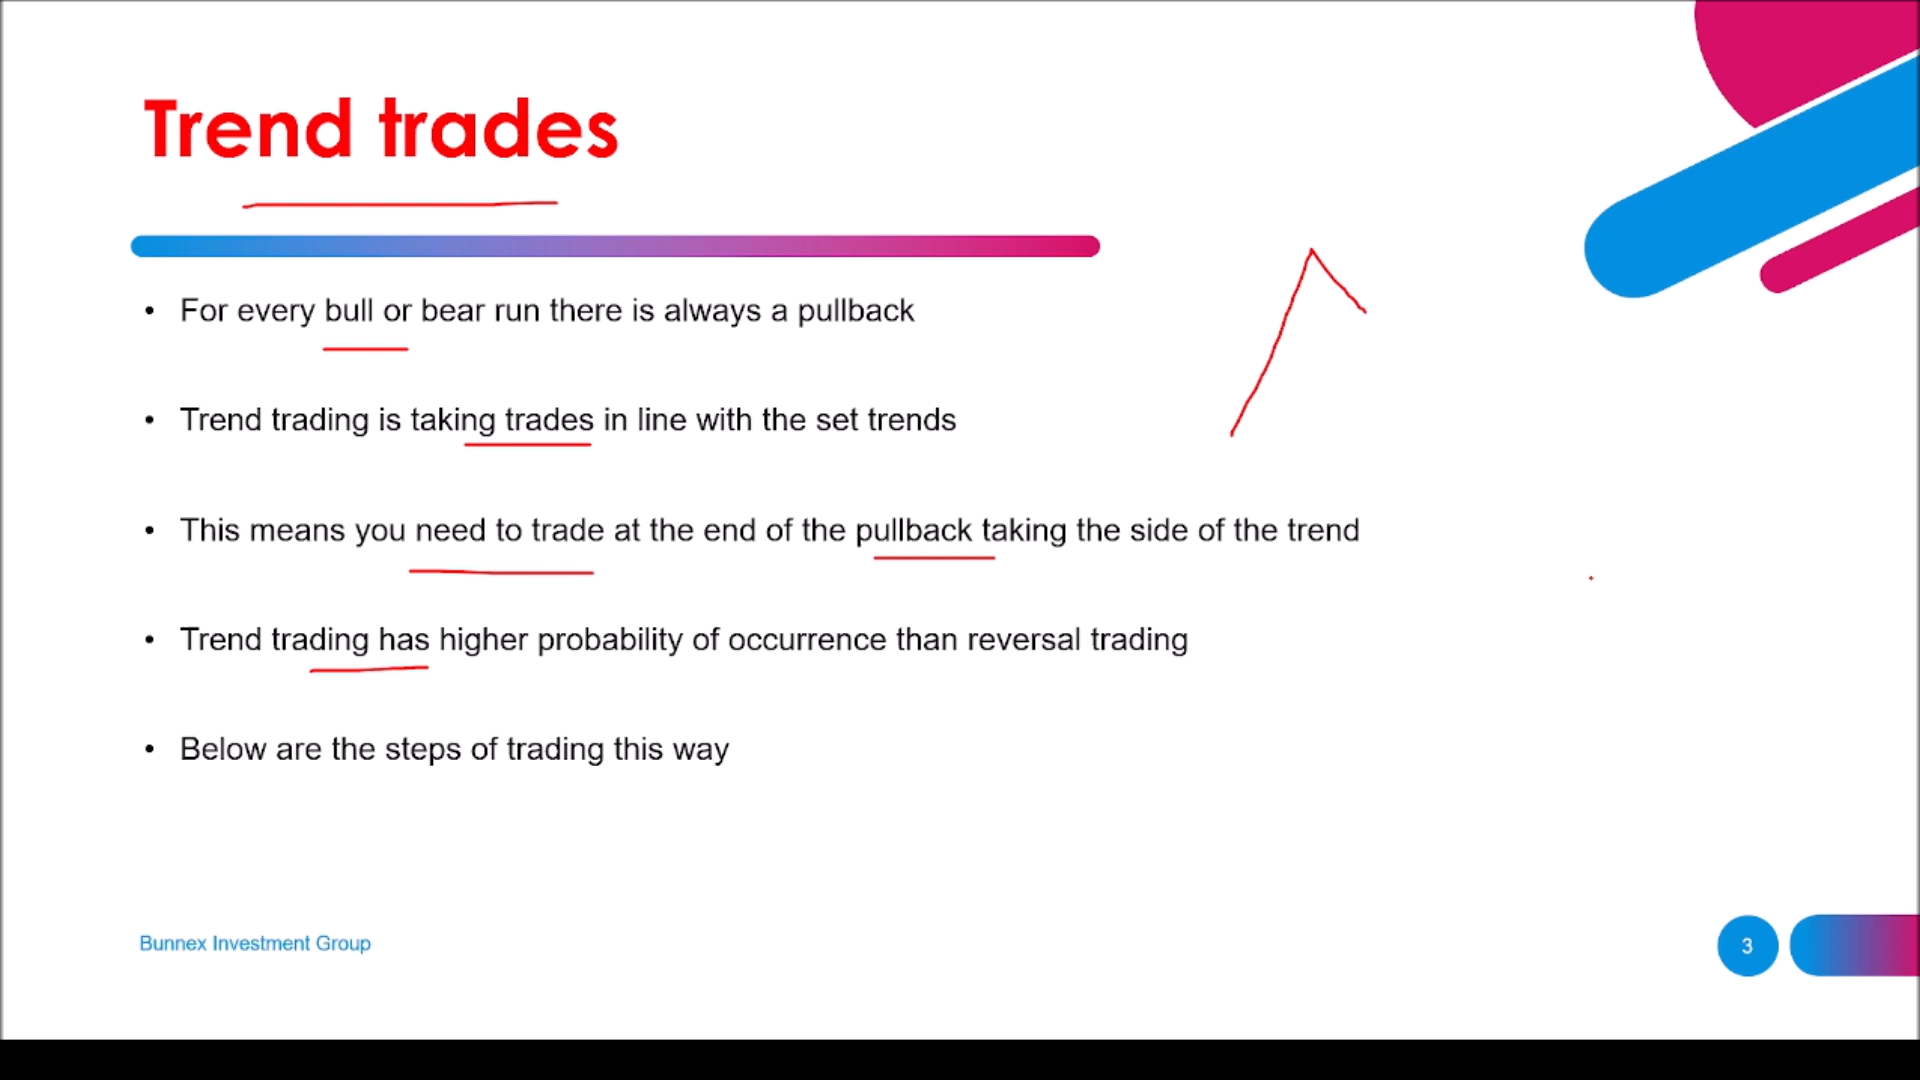 Trend trades
• For every bull or bear run there is always a pullback
• Trend trading is taking trades in line with the set trends
• This means you need to trade at the end of the pullback taking the side of the trend
• Trend trading has higher probability of occurrence than reversal trading
• Below are the steps of trading this way
Bunnex Investment Group
3